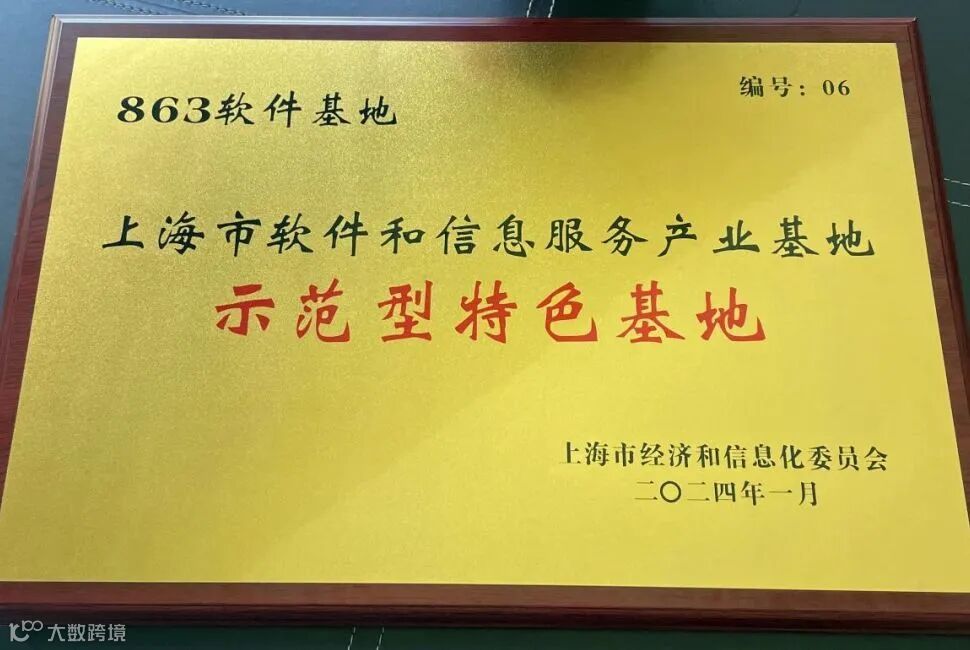 863软件基地
编号：06
上海市软件和信息服务产业基地
示范型特色基地
上海市经济和信息化委员会
二〇二四年一月
大数跨境